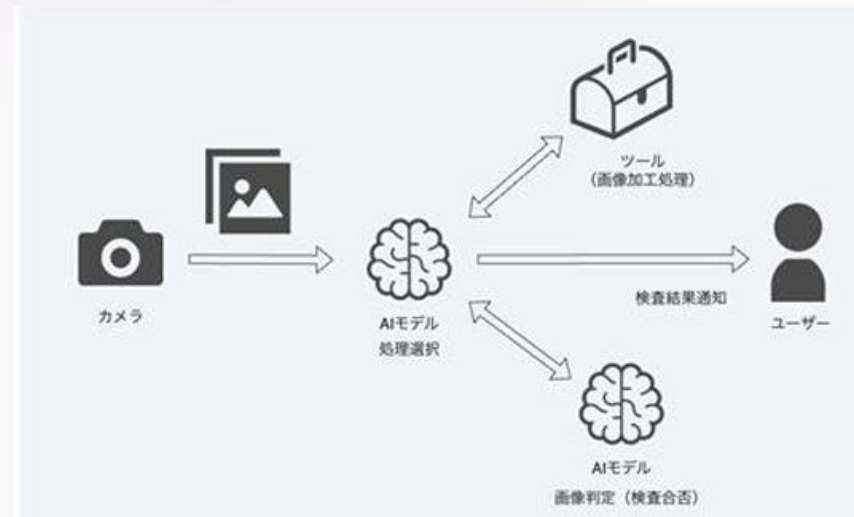 ツール
（画像加工処理）
カメラ
AIモデル
処理選択
検査結果通知
ユーザー
AIモデル
画像判定（検査合否）